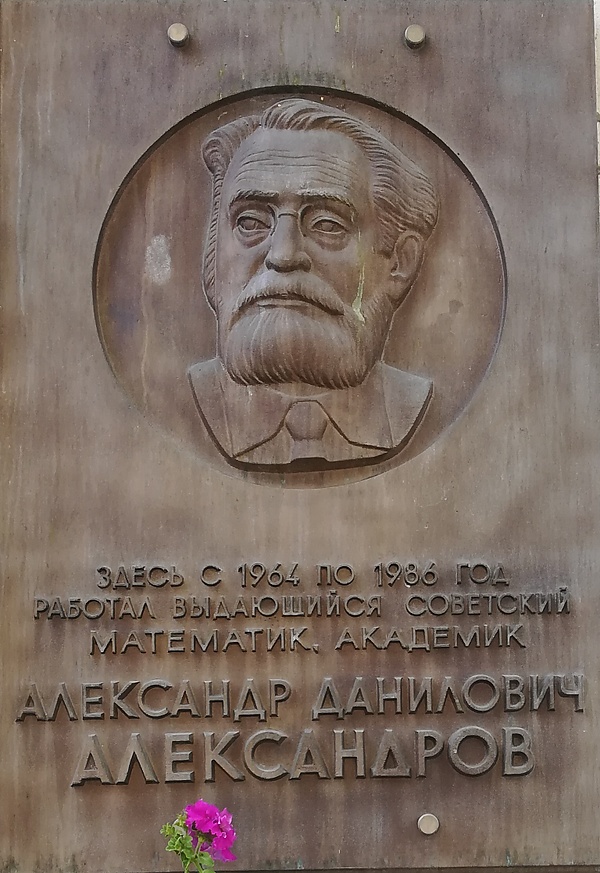 ЗДЕСЬ С 1964 ПО 1986 ГОД
РАБОТАЛ ВЫДАЮЩИЙСЯ СОВЕТСКИЙ
МАТЕМАТИК, АКАДЕМИК
АЛЕКСАНДР ДАНИЛОВИЧ
АЛЕКСАНДРОВ